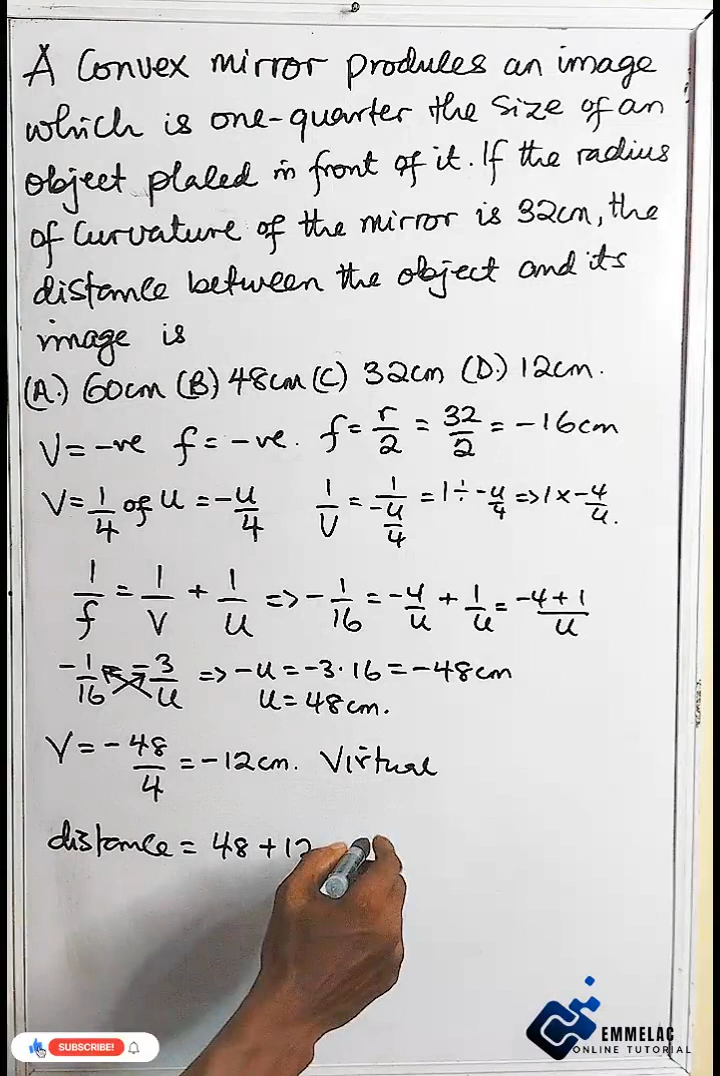 A Convex mirror produces an image
which is one-quarter the size of an
object placed in front of it. If the radius
of Curvature of the mirror is 32cm, the
distance between the object and its
image is
(A.) 60cm (B) 48cm (C) 32cm (D.) 12cm.
V = -ve f = -ve. f = r/2 = 32/2 = -16cm
V = 1/4 of u = -u/4 1/V = 1/-u/4 = 1 ÷ -u/4 => 1 x -4/u.
1/f = 1/V + 1/u => -1/16 = -4/u + 1/u = -4+1/u
-1/16 = -3/u => -u = -3·16 = -48cm
u = 48cm.
V = -48/4 = -12cm. Virtual
distance = 48 + 12
SUBSCRIBE!
EMMELAC
ONLINE TUTORIAL